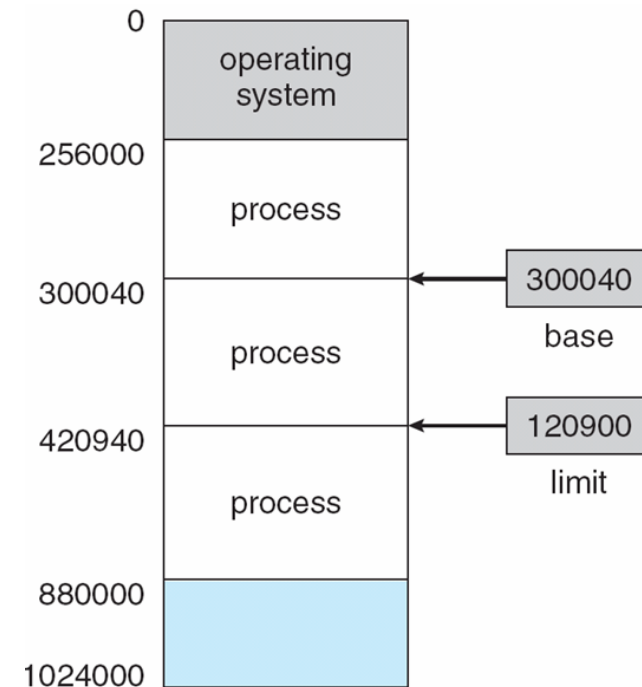 0
operating
system
256000
process
300040
300040
base
process
420940
120900
limit
process
880000
1024000